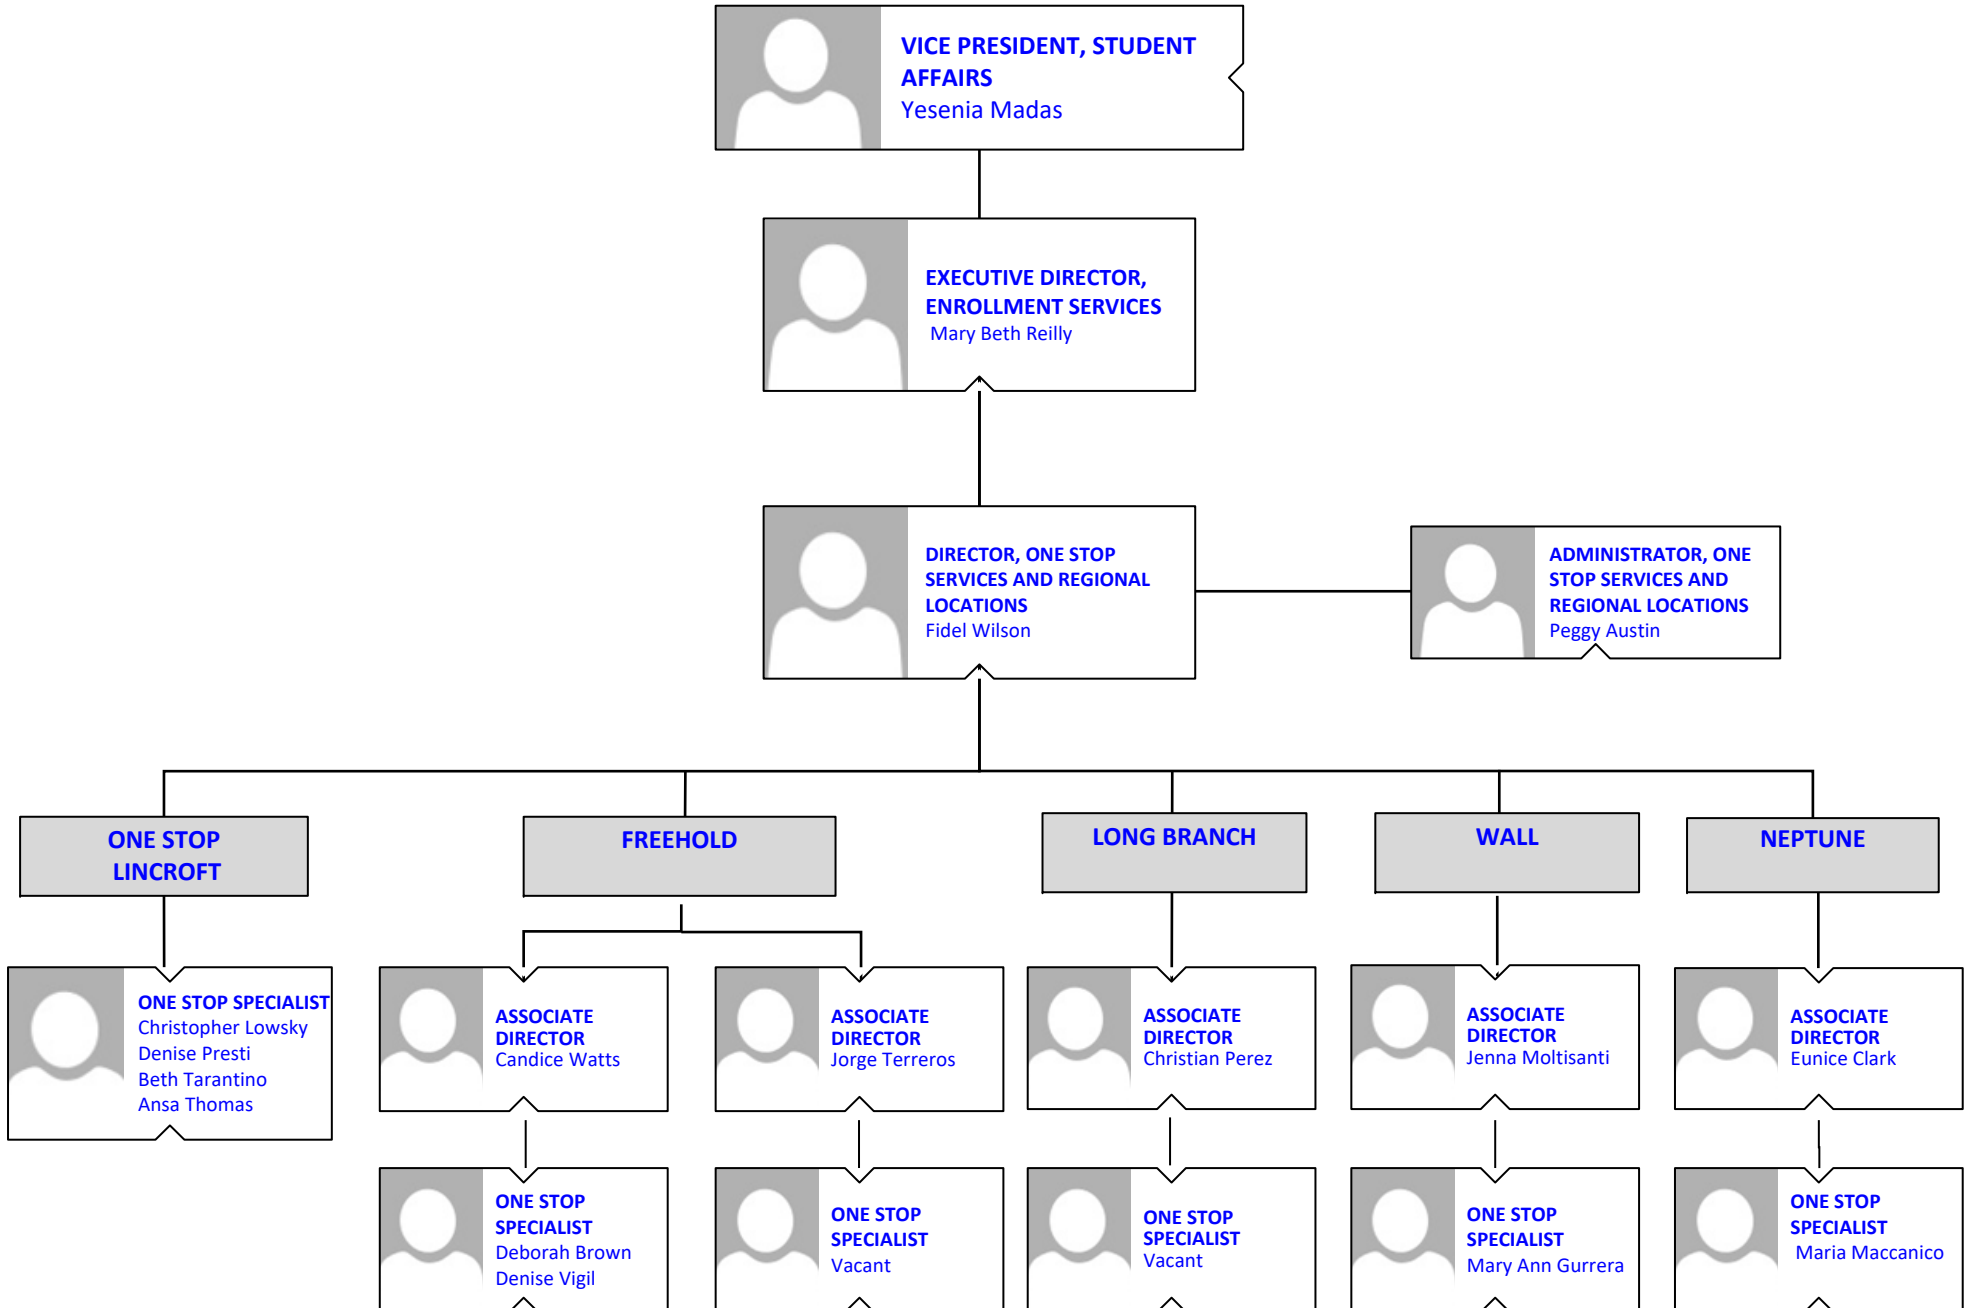 VICE PRESIDENT, STUDENT
AFFAIRS
Yesenia Madas
EXECUTIVE DIRECTOR,
ENROLLMENT SERVICES
Mary Beth Reilly
DIRECTOR, ONE STOP
SERVICES AND REGIONAL
LOCATIONS
Fidel Wilson
ADMINISTRATOR, ONE
STOP SERVICES AND
REGIONAL LOCATIONS
Peggy Austin
ONE STOP
LINCROFT
FREEHOLD
LONG BRANCH
WALL
NEPTUNE
ONE STOP SPECIALIST
Christopher Lowsky
Denise Presti
Beth Tarantino
Ansa Thomas
ASSOCIATE
DIRECTOR
Candice Watts
ASSOCIATE
DIRECTOR
Jorge Terreros
ASSOCIATE
DIRECTOR
Christian Perez
ASSOCIATE
DIRECTOR
Jenna Moltisanti
ASSOCIATE
DIRECTOR
Eunice Clark
ONE STOP
SPECIALIST
Deborah Brown
Denise Vigil
ONE STOP
SPECIALIST
Vacant
ONE STOP
SPECIALIST
Vacant
ONE STOP
SPECIALIST
Mary Ann Gurrera
ONE STOP
SPECIALIST
Maria Maccanico